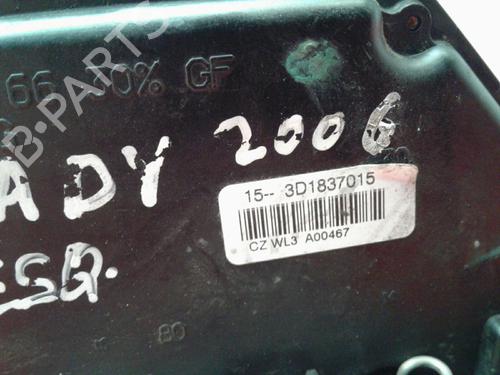 B-PARTS
66 30% GF
ADY 2006
15-- 3D1837015
CZ WL3 A00467
ESQ.
80